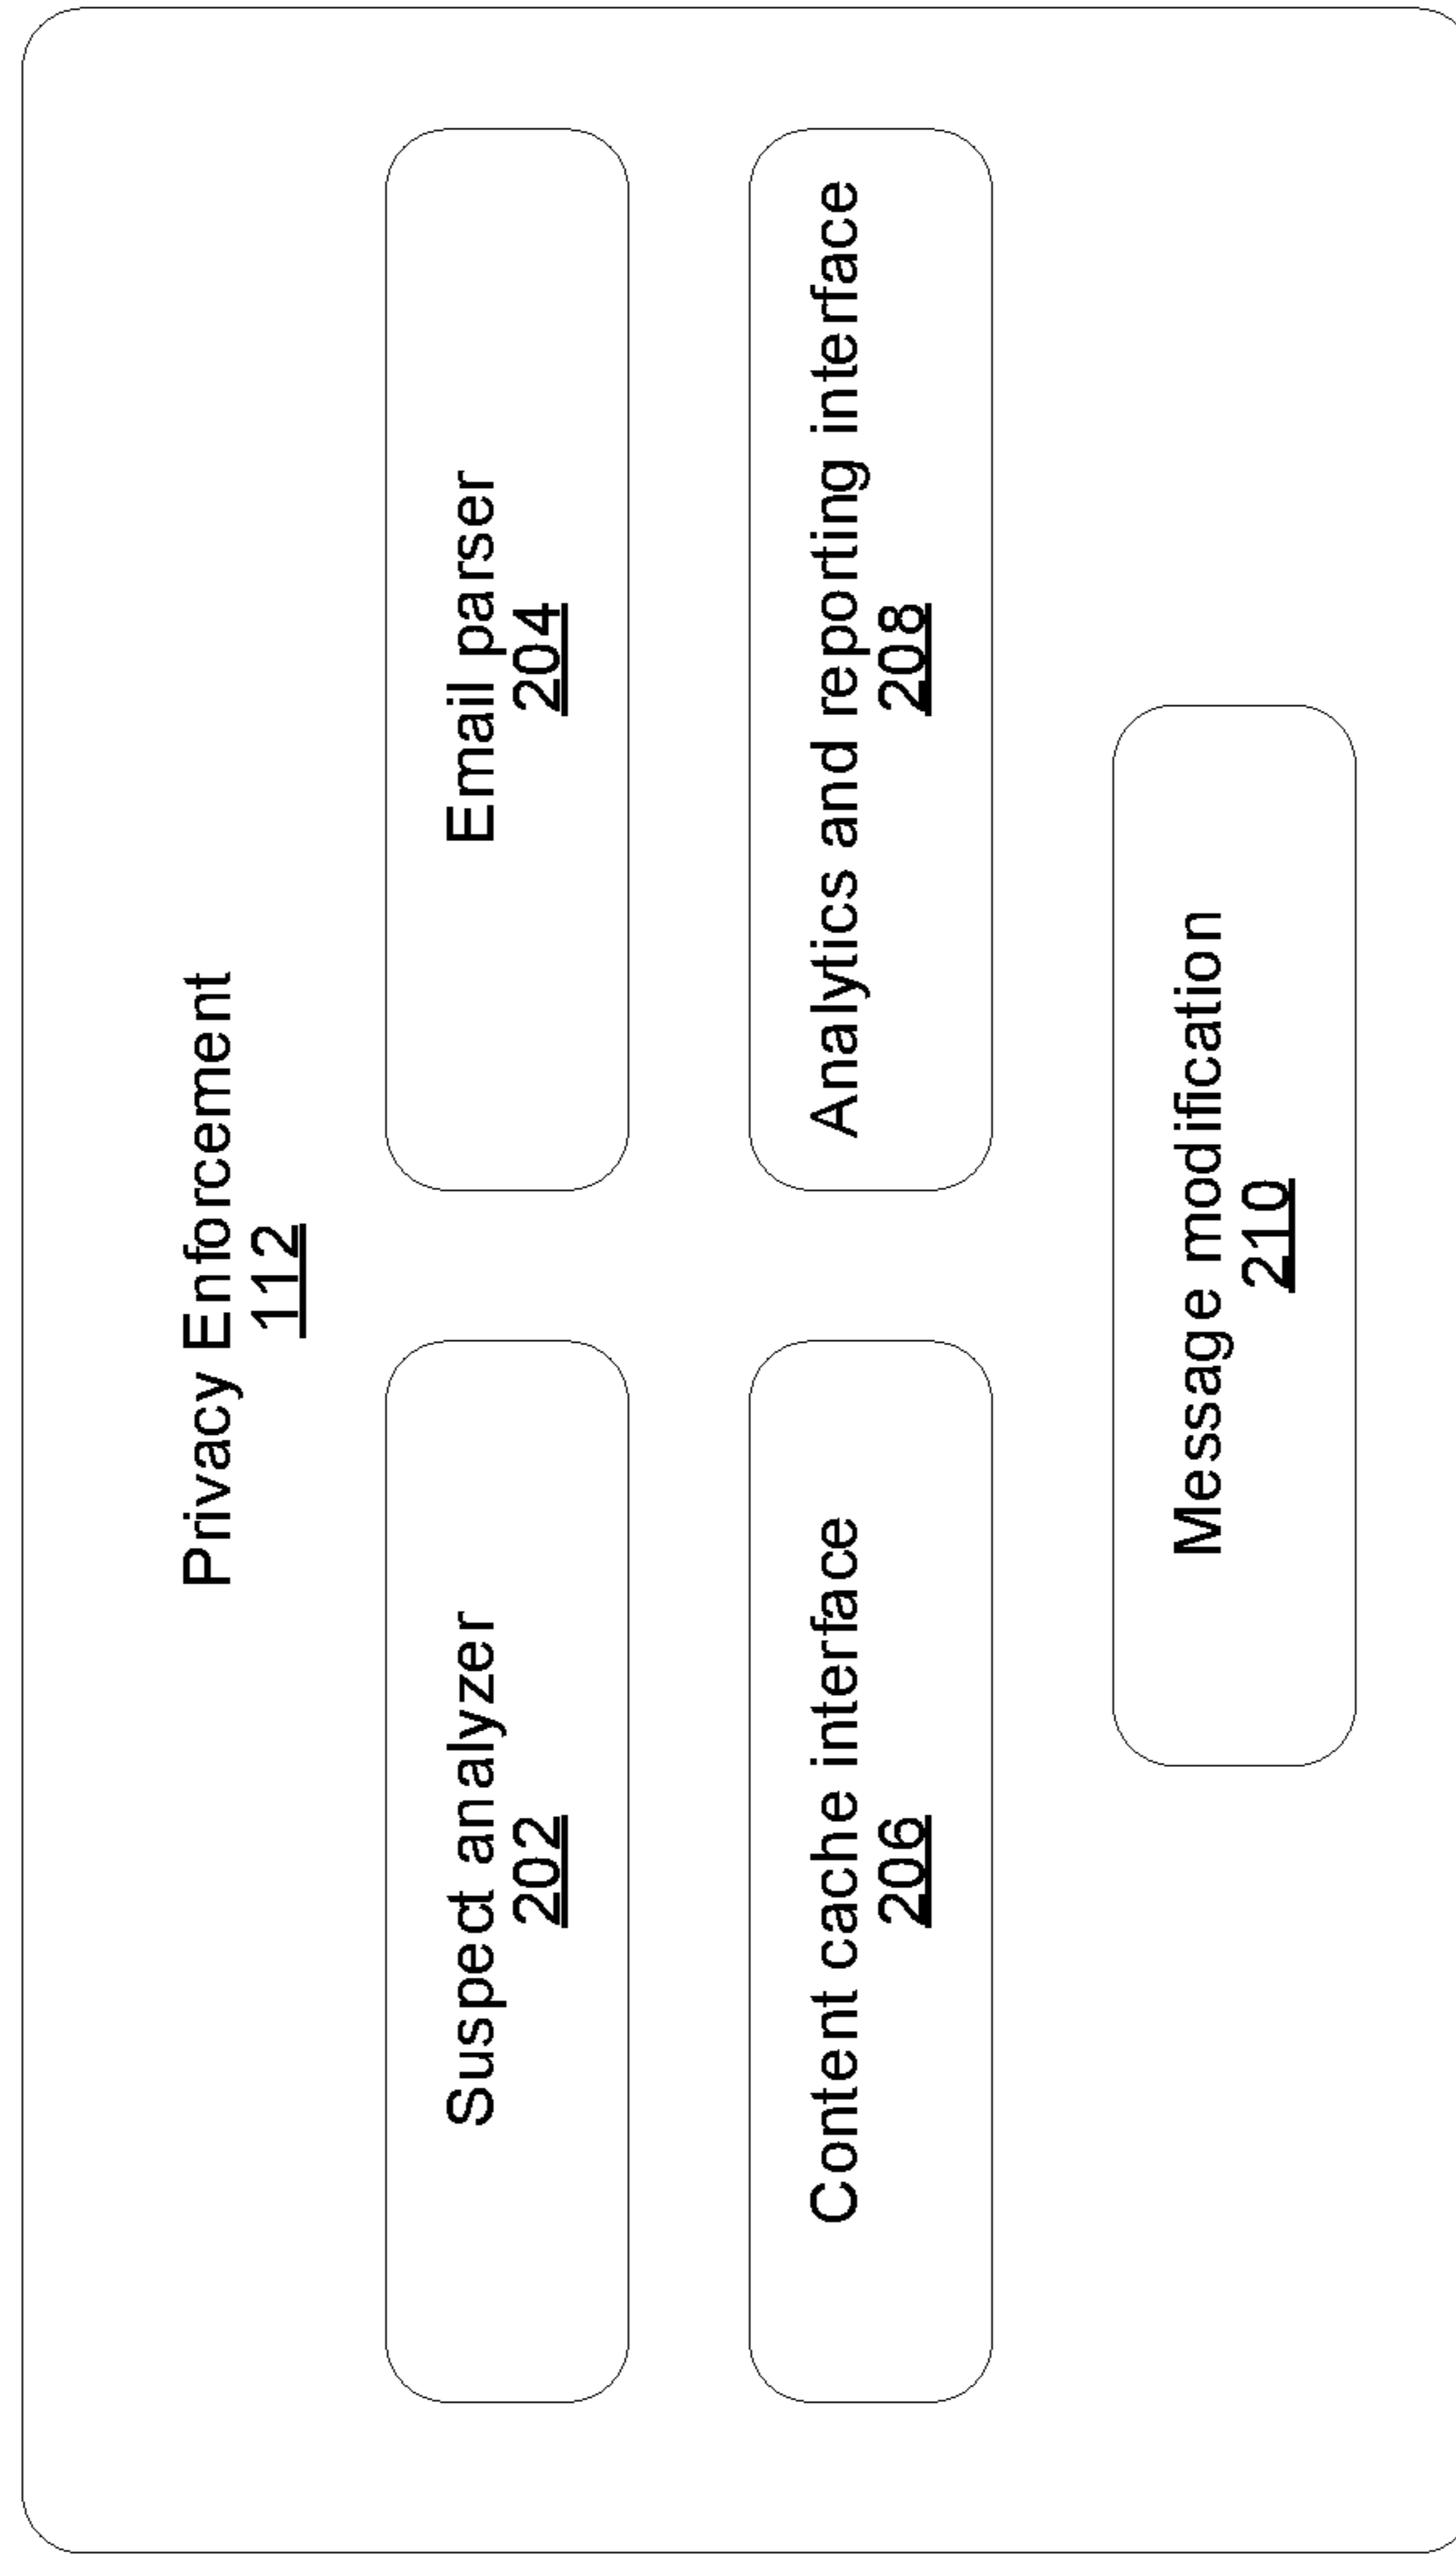 Privacy Enforcement
112
Suspect analyzer
202
Email parser
204
Content cache interface
206
Analytics and reporting interface
208
Message modification
210